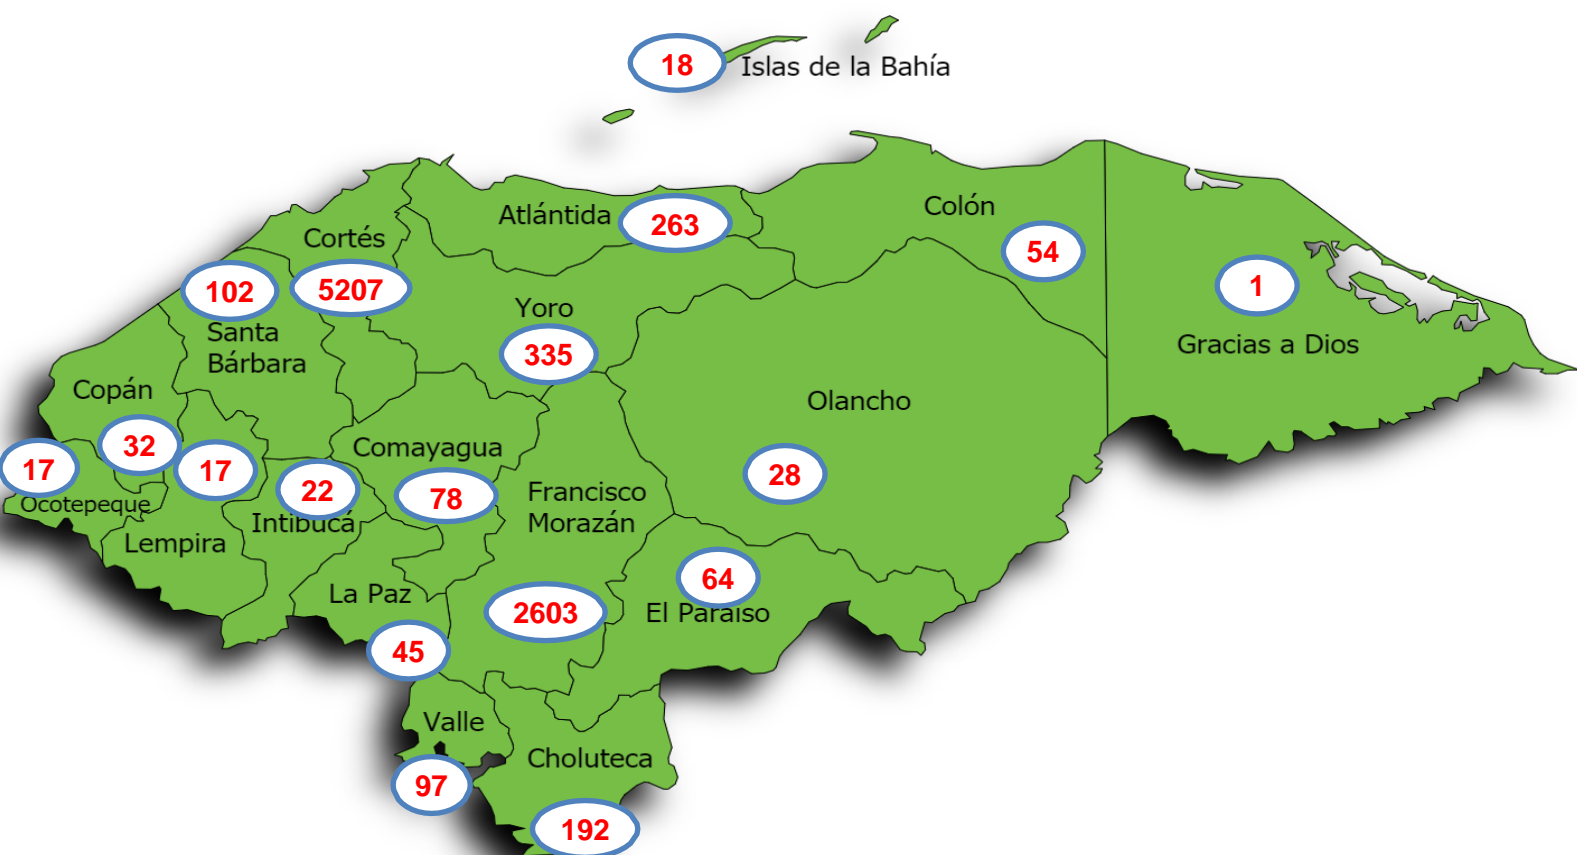 18
Islas de la Bahía
Atlántida
263
Colón
54
Cortés
5207
102
Santa
Bárbara
Yoro
335
1
Gracias a Dios
Copán
32
Olancho
28
17
Ocotepeque
17
Lempira
22
Intibucá
Comayagua
78
Francisco
Morazán
2603
La Paz
45
64
El Paraíso
Valle
97
Choluteca
192